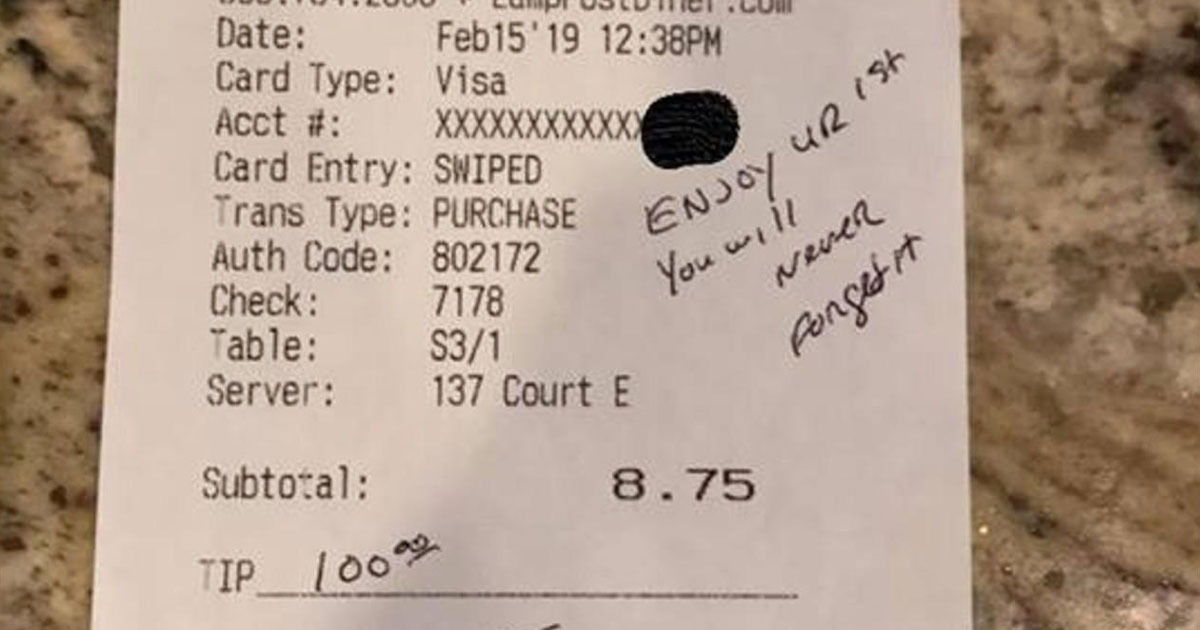 Date: Feb15'19 12:38PM
Card Type: Visa
Acct #: XXXXXXXXXXXX
Card Entry: SWIPED
Trans Type: PURCHASE
Auth Code: 802172
Check: 7178
Table: S3/1
Server: 137 Court E
ENJOY UR 1st
You will
never
forget it
Subtotal: 8.75
TIP 100.00